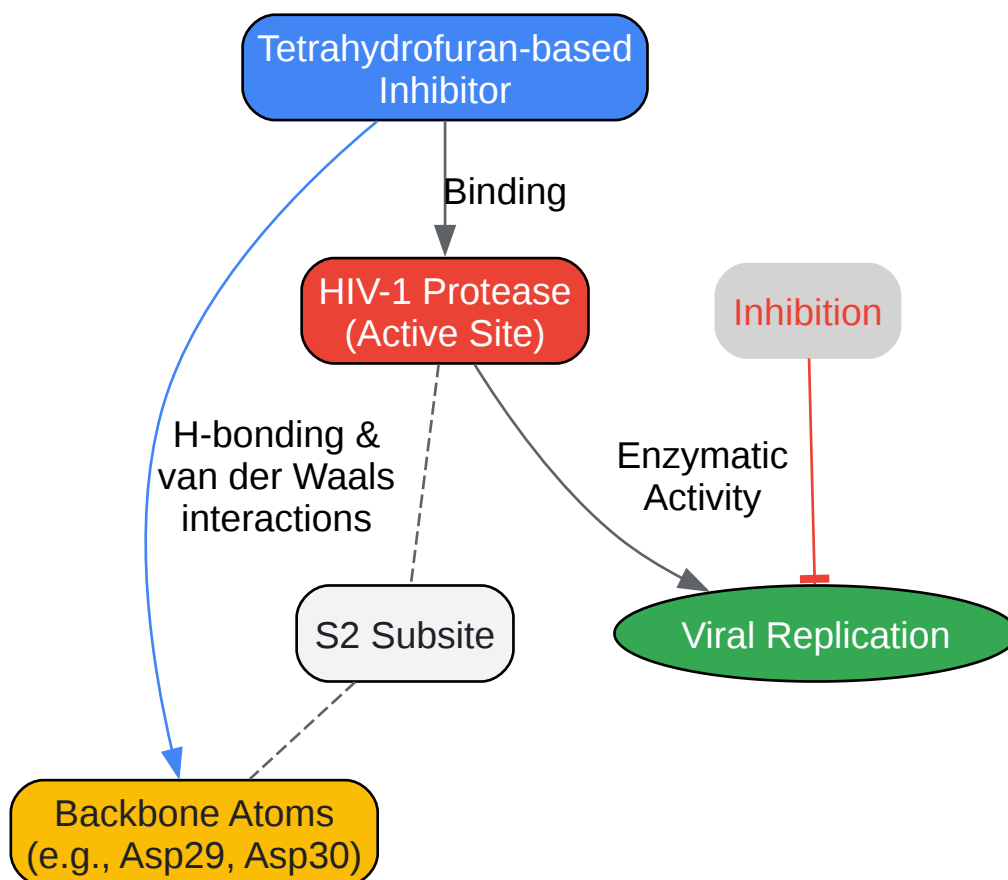 Tetrahydrofuran-based
Inhibitor
Binding
HIV-1 Protease
(Active Site)
Inhibition
H-bonding &
van der Waals
interactions
Enzymatic
Activity
S2 Subsite
Viral Replication
Backbone Atoms
(e.g., Asp29, Asp30)